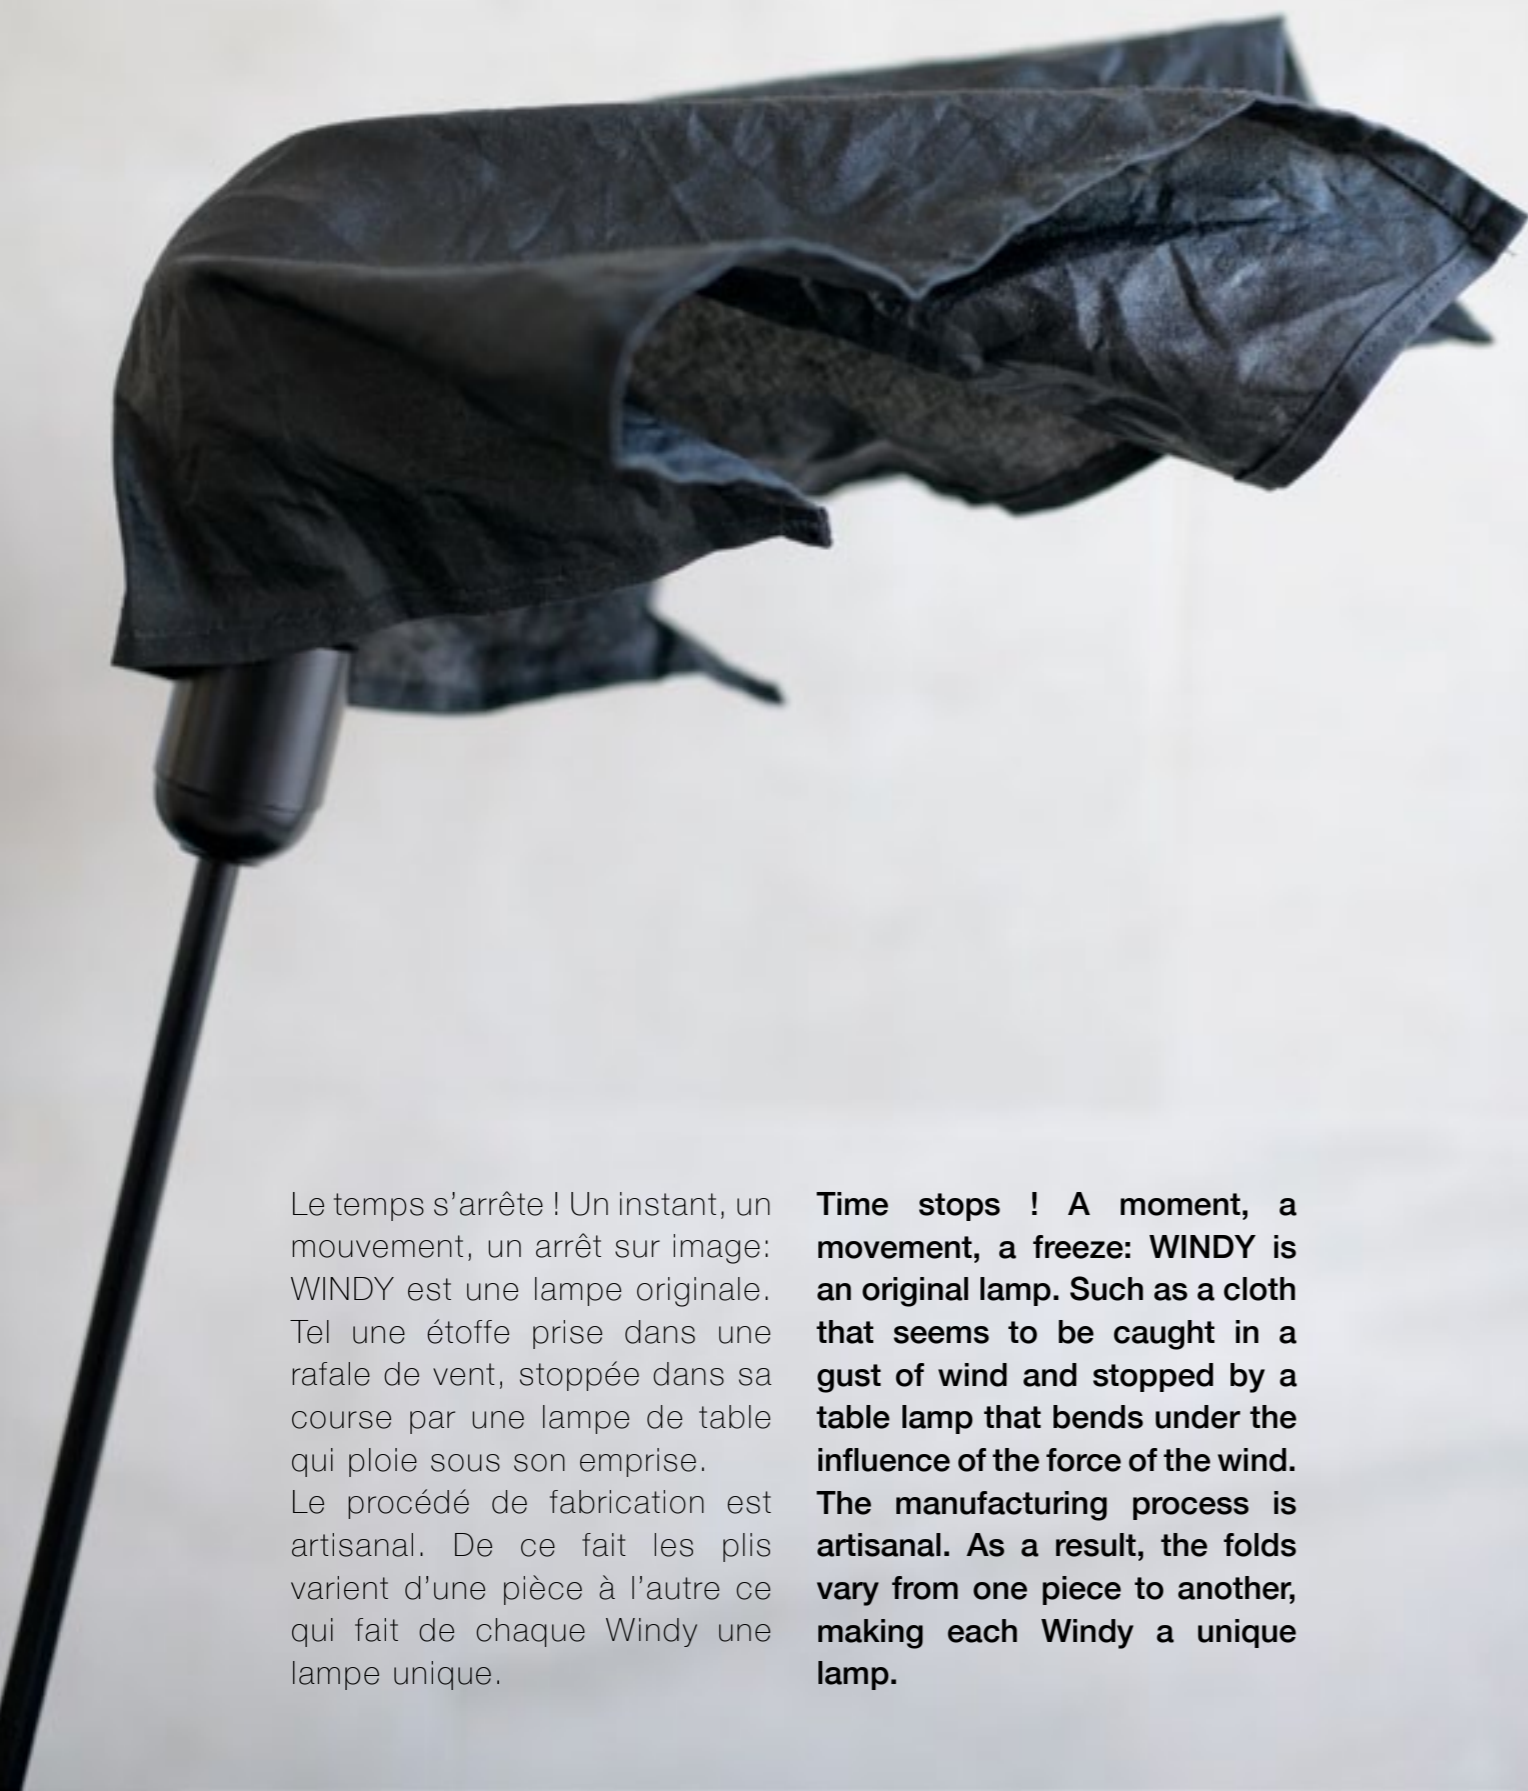 Le temps s’arrête ! Un instant, un
mouvement, un arrêt sur image:
WINDY est une lampe originale.
Tel une étoffe prise dans une
rafale de vent, stoppée dans sa
course par une lampe de table
qui ploie sous son emprise.
Le procédé de fabrication est
artisanal. De ce fait les plis
varient d’une pièce à l’autre ce
qui fait de chaque Windy une
lampe unique.
Time stops ! A moment, a
movement, a freeze: WINDY is
an original lamp. Such as a cloth
that seems to be caught in a
gust of wind and stopped by a
table lamp that bends under the
influence of the force of the wind.
The manufacturing process is
artisanal. As a result, the folds
vary from one piece to another,
making each Windy a unique
lamp.